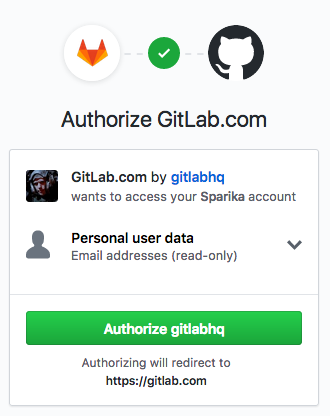 Authorize GitLab.com
GitLab.com by gitlabhq
wants to access your Sparika account
Personal user data
Email addresses (read-only)
Authorize gitlabhq
Authorizing will redirect to
https://gitlab.com